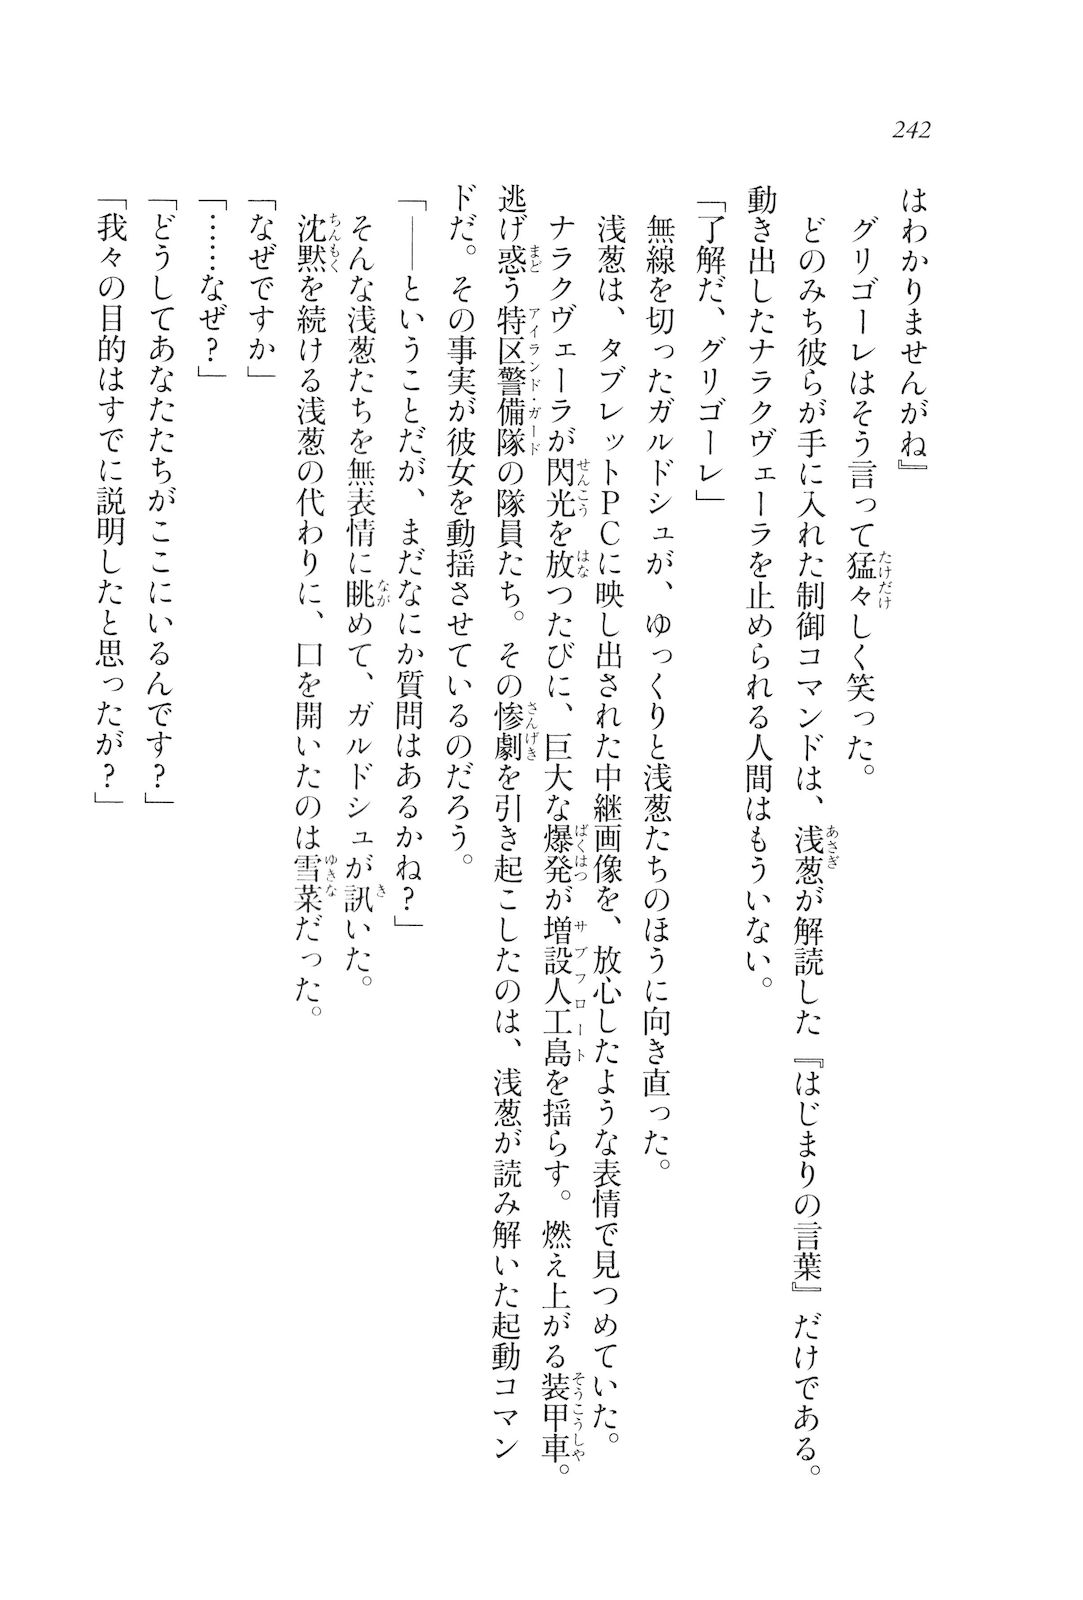 242
はわかりませんがね』
　グリゴーレはそう言って猛々しく笑った。
　どのみち彼らが手に入れた制御コマンドは、浅葱が解読した『はじまりの言葉』だけである。
動き出したナラクヴェーラを止められる人間はもういない。
「了解だ、グリゴーレ」
　無線を切ったガルドシュが、ゆっくりと浅葱たちのほうに向き直った。
　浅葱は、タブレットPCに映し出された中継画像を、放心したような表情で見つめていた。
　ナラクヴェーラが閃光を放つたびに、巨大な爆発が増設人工島を揺らす。燃え上がる装甲車。
逃げ惑う特区警備隊の隊員たち。その惨劇を引き起こしたのは、浅葱が読み解いた起動コマン
ドだ。その事実が彼女を動揺させているのだろう。
「――ということだが、まだなにか質問はあるかね?」
　そんな浅葱たちを無表情に眺めて、ガルドシュが訊いた。
　沈黙を続ける浅葱の代わりに、口を開いたのは雪菜だった。
「なぜですか」
「……なぜ?」
「どうしてあなたたちがここにいるんです?」
「我々の目的はすでに説明したと思ったが?」